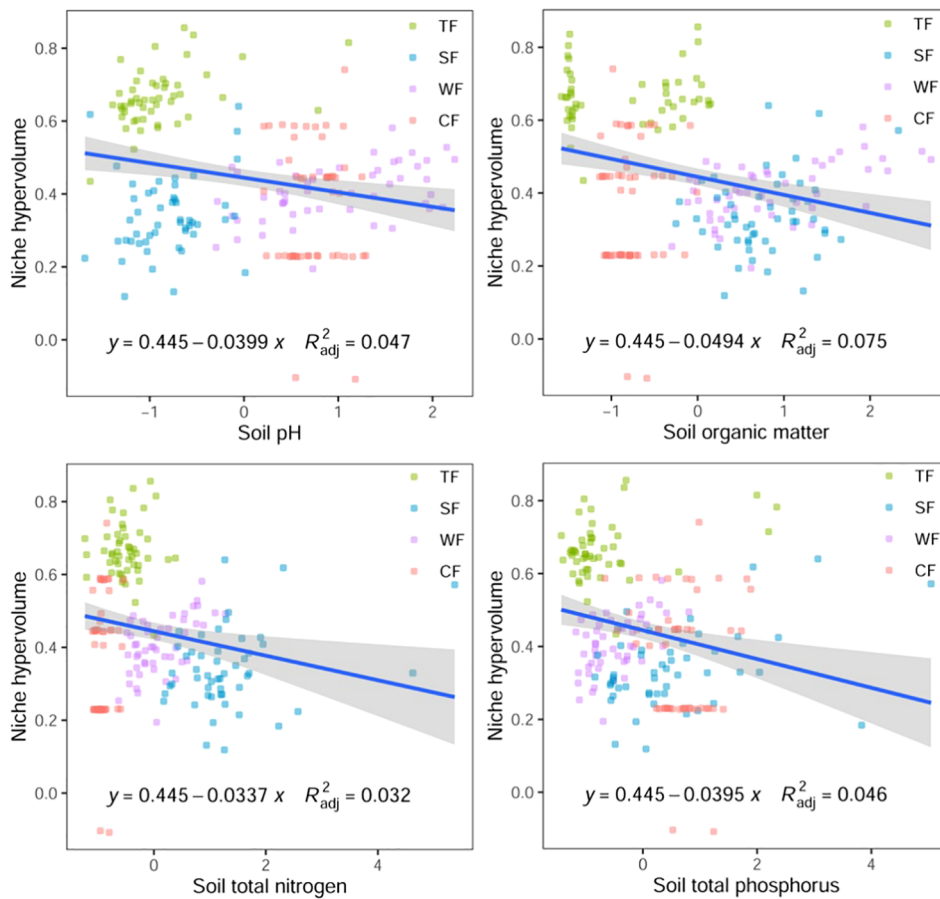 Niche hypervolume
0.8
0.6
0.4
0.2
0.0
TF
SF
WF
CF
y = 0.445 – 0.0399 x R²adj = 0.047
−1 0 1 2
Soil pH
Niche hypervolume
0.8
0.6
0.4
0.2
0.0
TF
SF
WF
CF
y = 0.445 – 0.0494 x R²adj = 0.075
−1 0 1 2
Soil organic matter
Niche hypervolume
0.8
0.6
0.4
0.2
0.0
TF
SF
WF
CF
y = 0.445 – 0.0337 x R²adj = 0.032
0 2 4
Soil total nitrogen
Niche hypervolume
0.8
0.6
0.4
0.2
0.0
TF
SF
WF
CF
y = 0.445 – 0.0395 x R²adj = 0.046
0 2 4
Soil total phosphorus